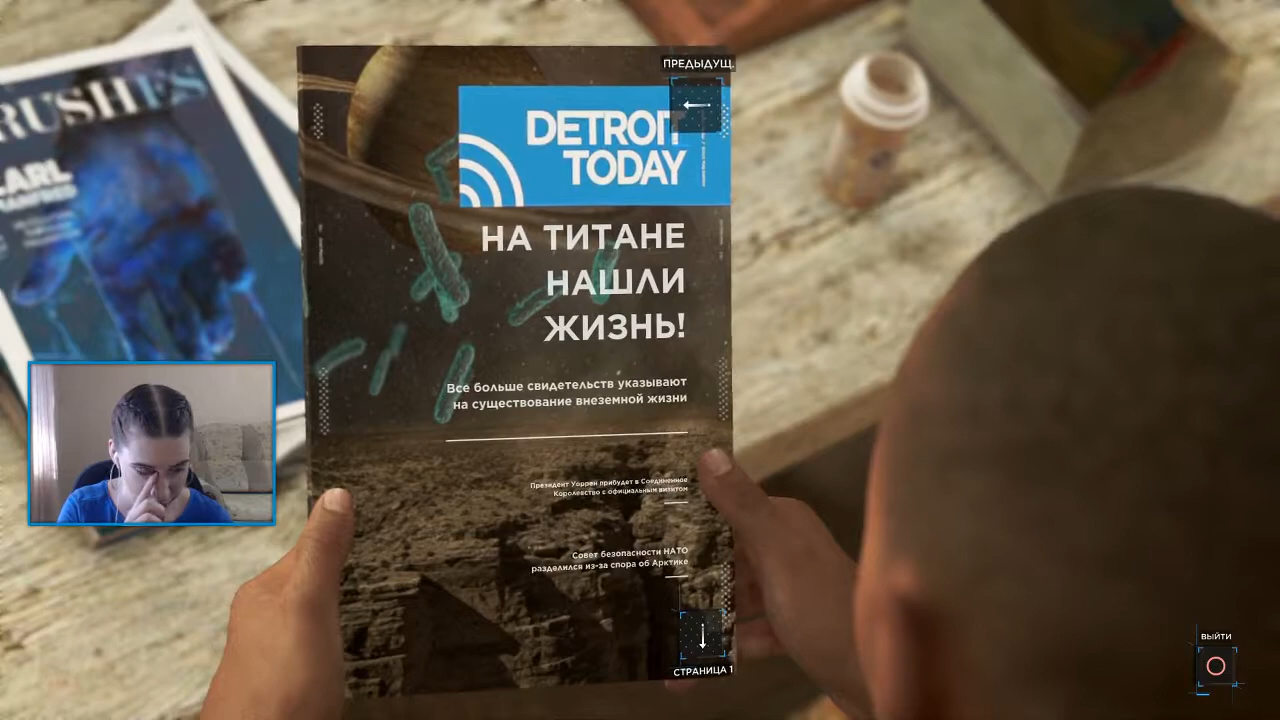 RUSHES
CARL
ПРЕДЫДУЩ.
DETROIT
TODAY
НА ТИТАНЕ
НАШЛИ
ЖИЗНЬ!
Все больше свидетельств указывают
на существование внеземной жизни
Президент Уоррен прибудет в Соединенное
Королевство с официальным визитом
Совет безопасности НАТО
разделился из-за спора об Арктике
СТРАНИЦА 1
ВЫЙТИ